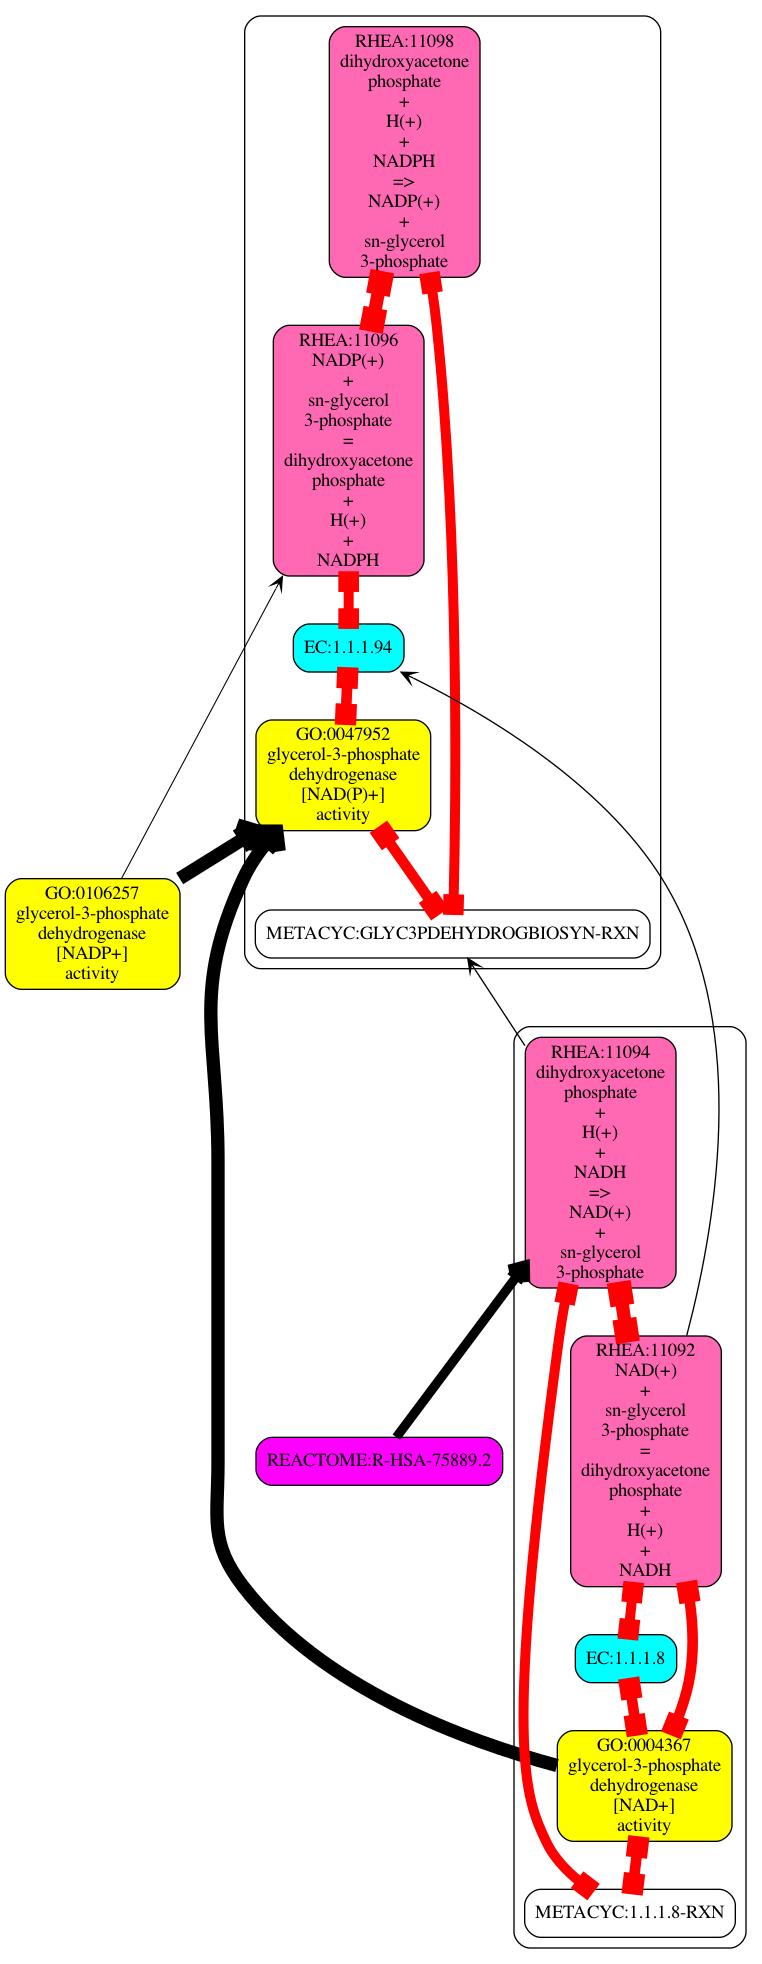 RHEA:11098
dihydroxyacetone
phosphate
+
H(+)
+
NADPH
=>
NADP(+)
+
sn-glycerol
3-phosphate
RHEA:11096
NADP(+)
+
sn-glycerol
3-phosphate
=
dihydroxyacetone
phosphate
+
H(+)
+
NADPH
EC:1.1.1.94
GO:0047952
glycerol-3-phosphate
dehydrogenase
[NAD(P)+]
activity
GO:0106257
glycerol-3-phosphate
dehydrogenase
[NADP+]
activity
METACYC:GLYC3PDEHYDROGBIOSYN-RXN
RHEA:11094
dihydroxyacetone
phosphate
+
H(+)
+
NADH
=>
NAD(+)
+
sn-glycerol
3-phosphate
RHEA:11092
NAD(+)
+
sn-glycerol
3-phosphate
=
dihydroxyacetone
phosphate
+
H(+)
+
NADH
REACTOME:R-HSA-75889.2
EC:1.1.1.8
GO:0004367
glycerol-3-phosphate
dehydrogenase
[NAD+]
activity
METACYC:1.1.1.8-RXN